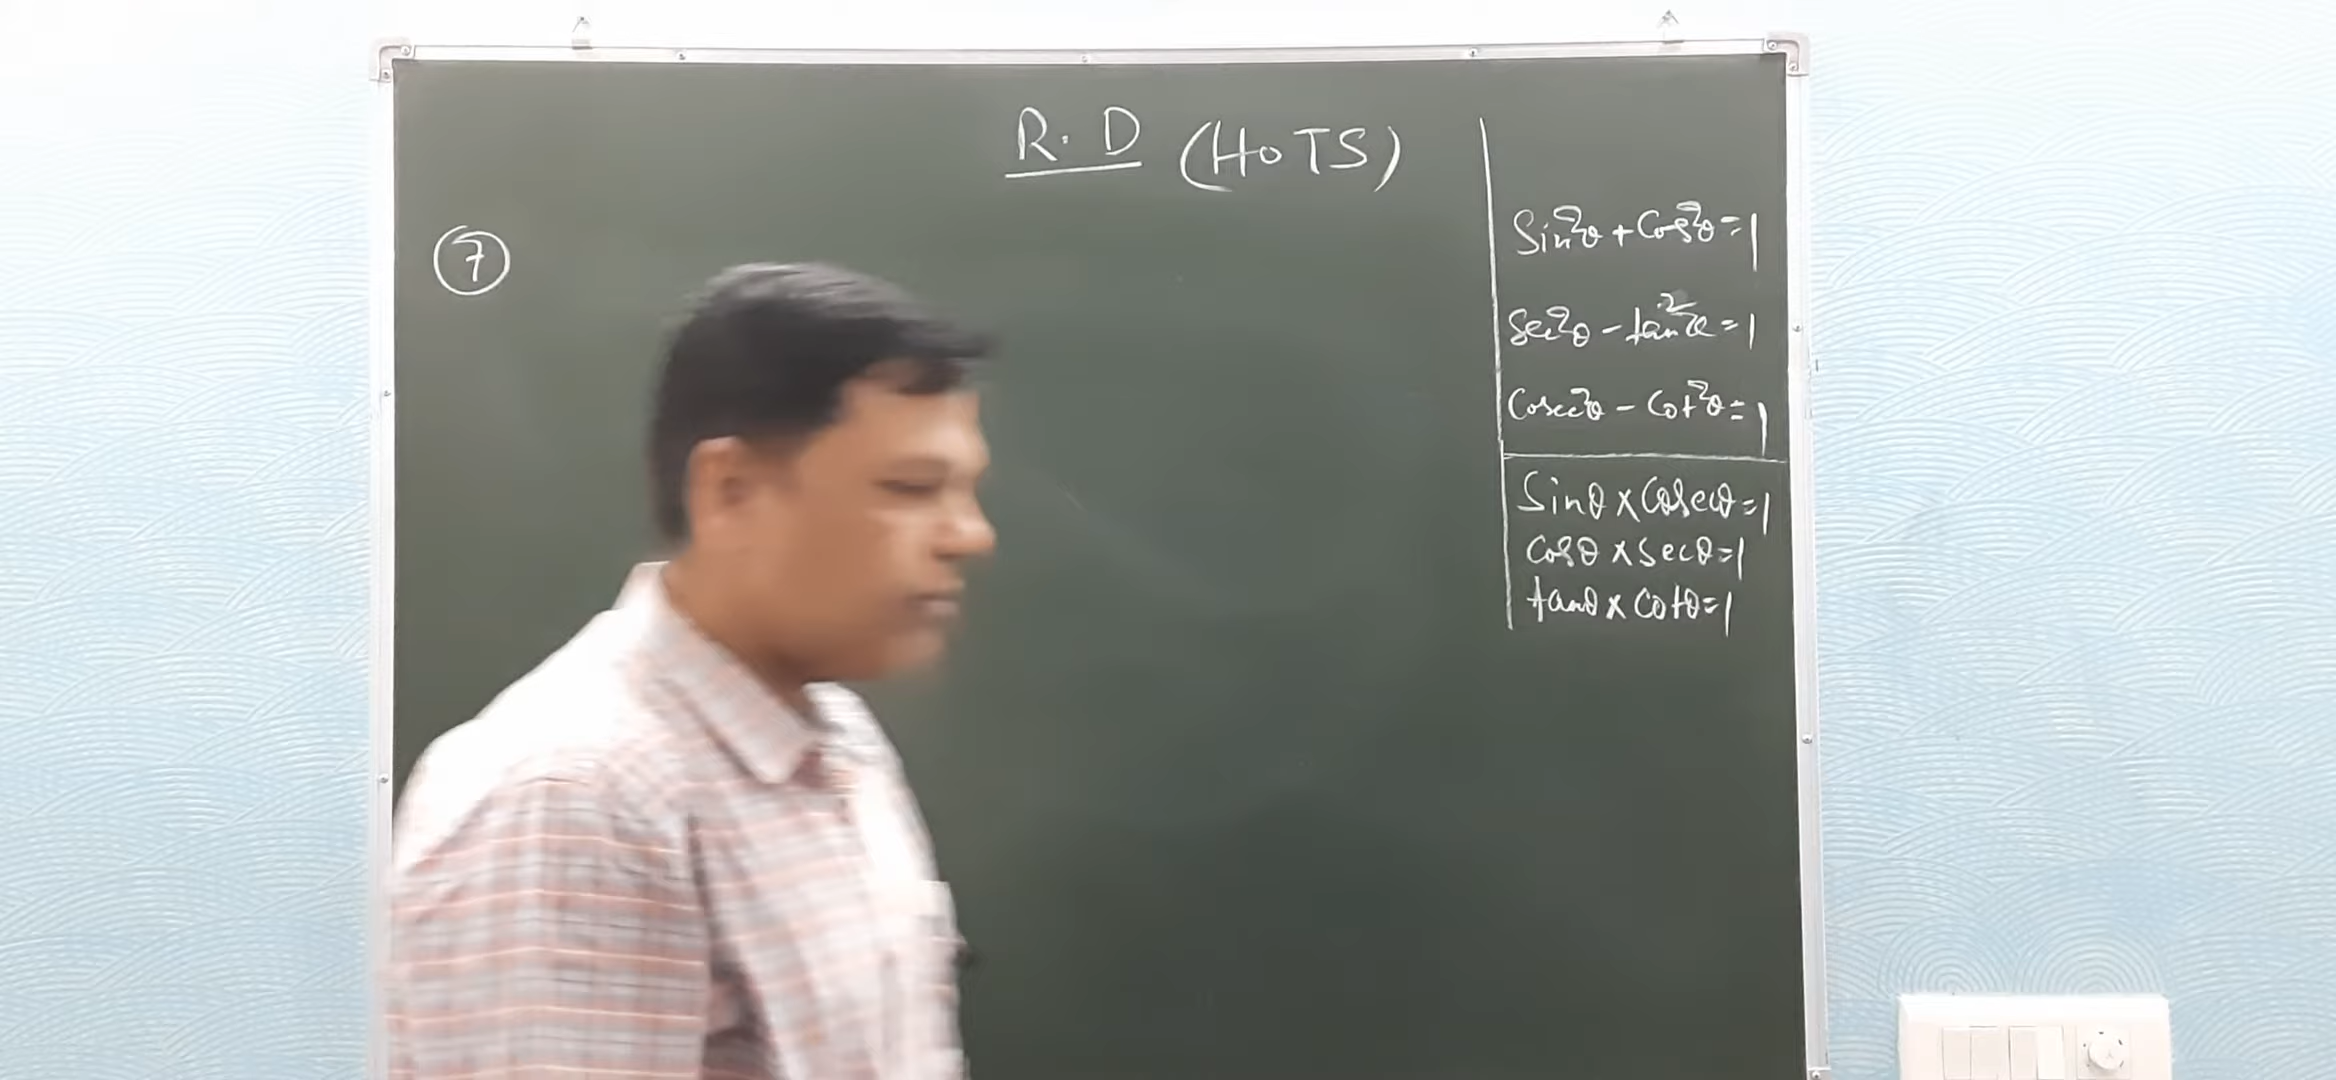 R.D (HOTS)
7
Sin²θ + Cos²θ = 1
Sec²θ - tan²θ = 1
Cosec²θ - Cot²θ = 1
Sinθ × Cosecθ = 1
Cosθ × Secθ = 1
tanθ × Cotθ = 1